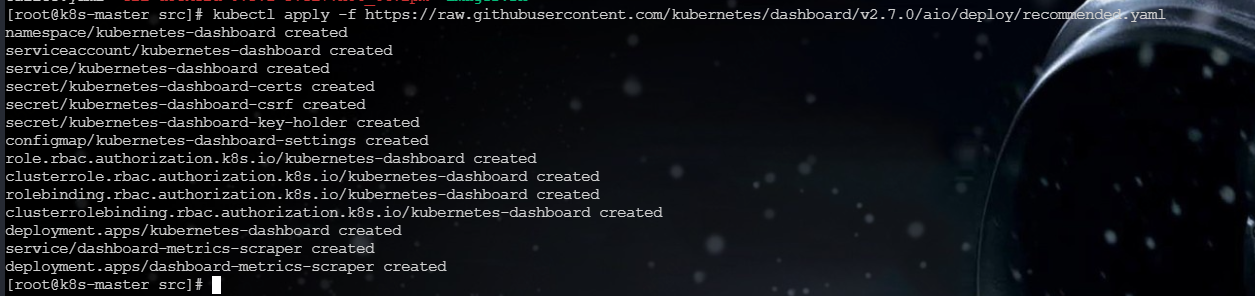 [root@k8s-master src]# kubectl apply -f https://raw.githubusercontent.com/kubernetes/dashboard/v2.7.0/aio/deploy/recommended.yaml
namespace/kubernetes-dashboard created
serviceaccount/kubernetes-dashboard created
service/kubernetes-dashboard created
secret/kubernetes-dashboard-certs created
secret/kubernetes-dashboard-csrf created
secret/kubernetes-dashboard-key-holder created
configmap/kubernetes-dashboard-settings created
role.rbac.authorization.k8s.io/kubernetes-dashboard created
clusterrole.rbac.authorization.k8s.io/kubernetes-dashboard created
rolebinding.rbac.authorization.k8s.io/kubernetes-dashboard created
clusterrolebinding.rbac.authorization.k8s.io/kubernetes-dashboard created
deployment.apps/kubernetes-dashboard created
service/dashboard-metrics-scraper created
deployment.apps/dashboard-metrics-scraper created
[root@k8s-master src]#